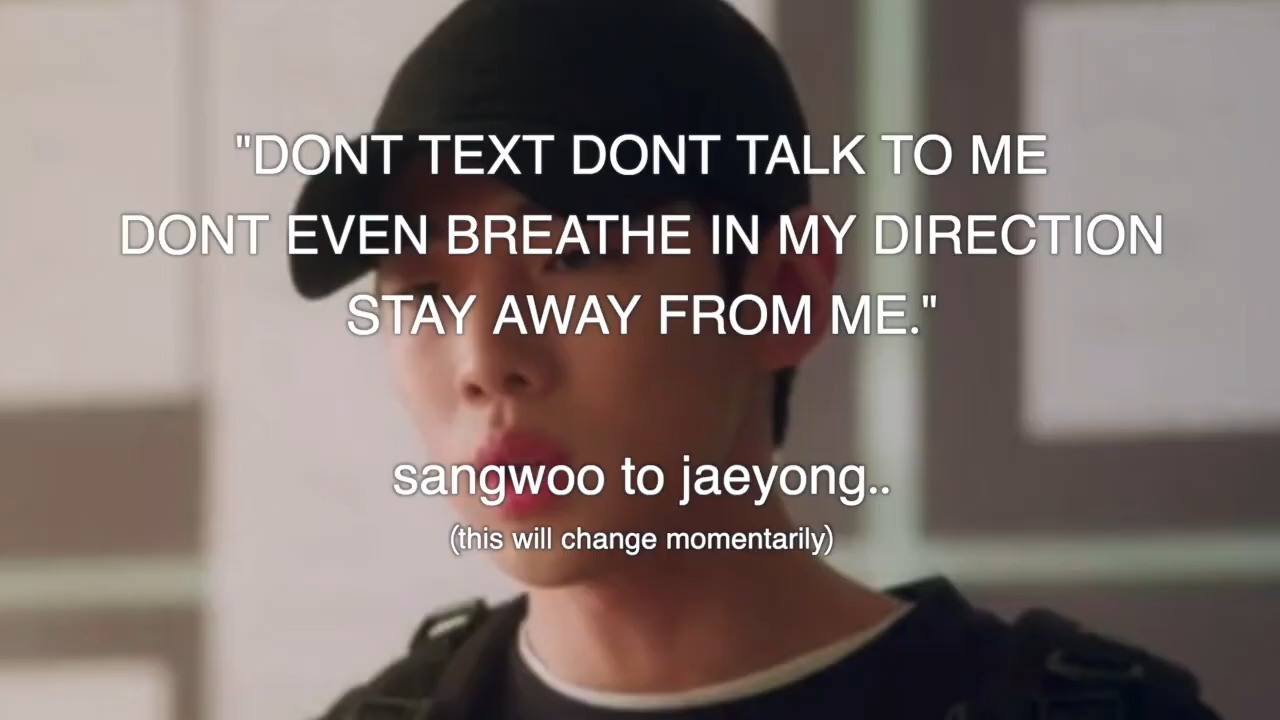 "DONT TEXT DONT TALK TO ME
DONT EVEN BREATHE IN MY DIRECTION
STAY AWAY FROM ME."
sangwoo to jaeyong..
(this will change momentarily)